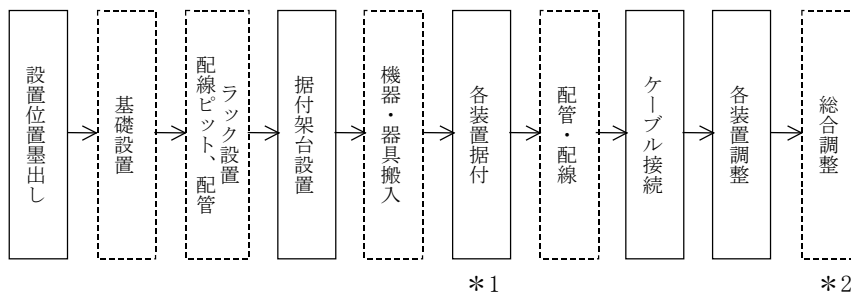 設置位置墨出し
基礎設置
配線ピット、配管
ラック設置
据付架台設置
機器・器具搬入
各装置据付
配管・配線
ケーブル接続
各装置調整
総合調整
＊1
＊2